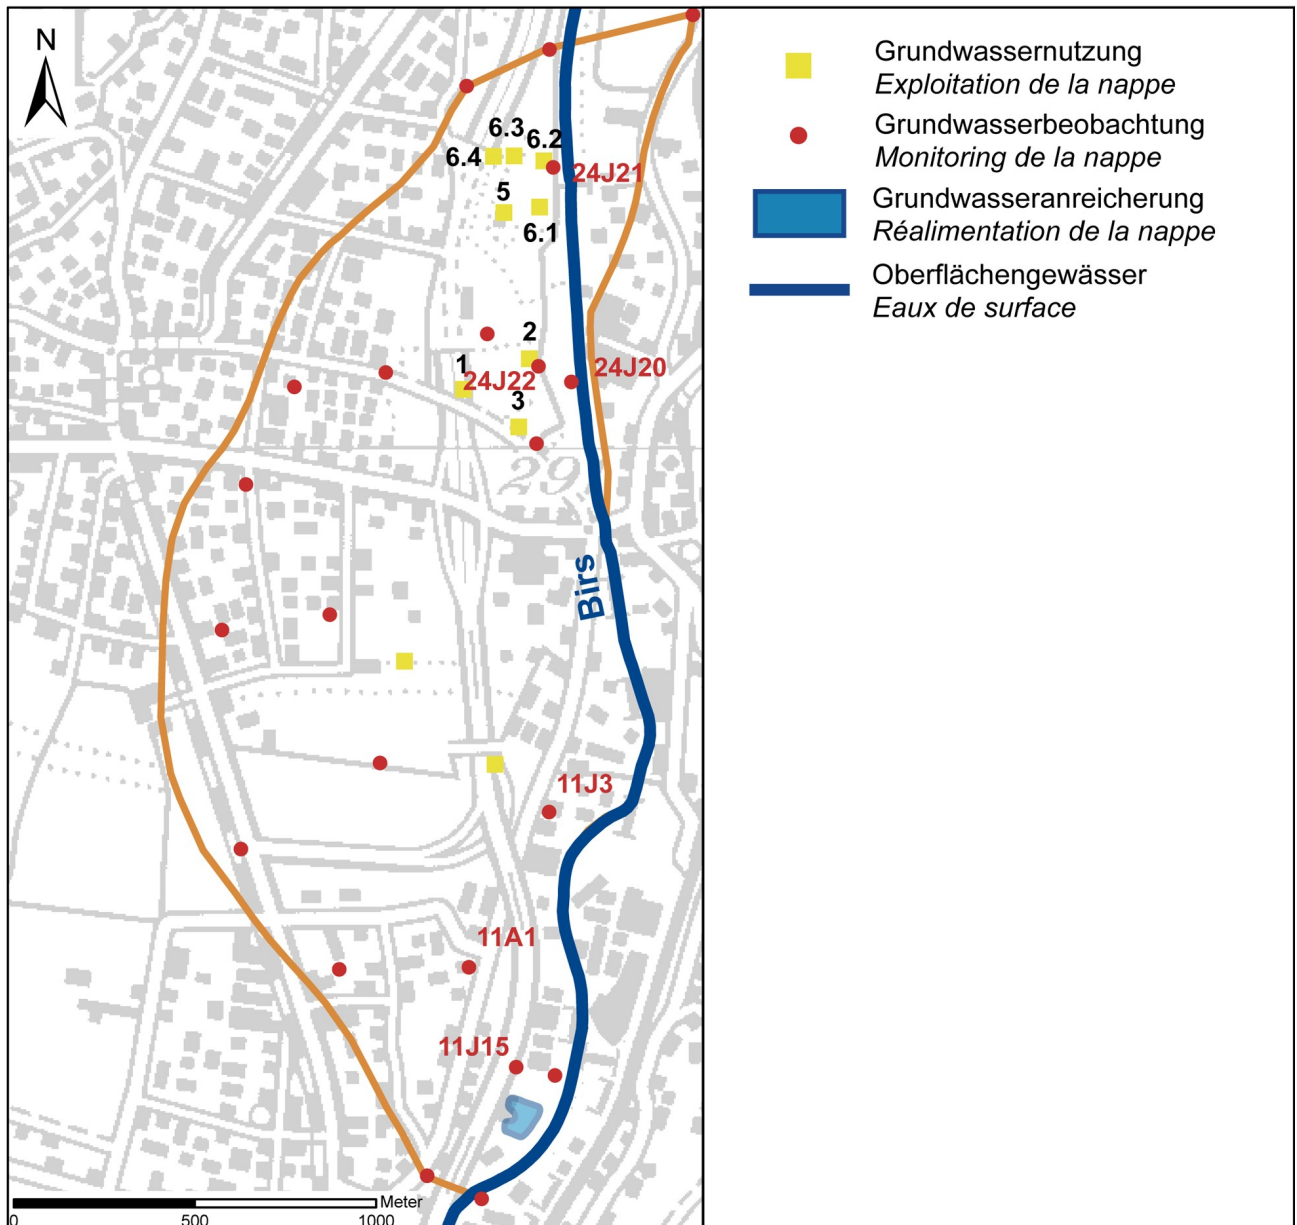 N
6.3
6.2
6.4
24J21
5
6.1
2
1
24J20
24J22
3
29
Birs
11J3
11A1
11J15
Meter
0
500
1000
Grundwassernutzung
Exploitation de la nappe
Grundwasserbeobachtung
Monitoring de la nappe
Grundwasseranreicherung
Réalimentation de la nappe
Oberflächengewässer
Eaux de surface